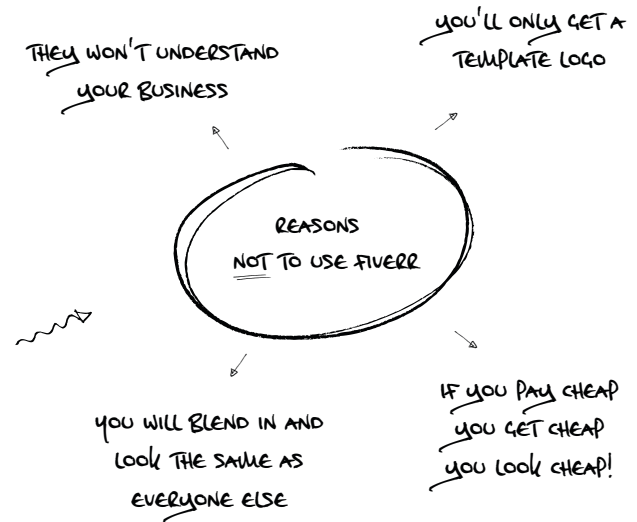 THEY WON'T UNDERSTAND
YOUR BUSINESS
YOU'LL ONLY GET A
TEMPLATE LOGO
REASONS
NOT TO USE FIVERR
YOU WILL BLEND IN AND
LOOK THE SAME AS
EVERYONE ELSE
IF YOU PAY CHEAP
YOU GET CHEAP
YOU LOOK CHEAP!